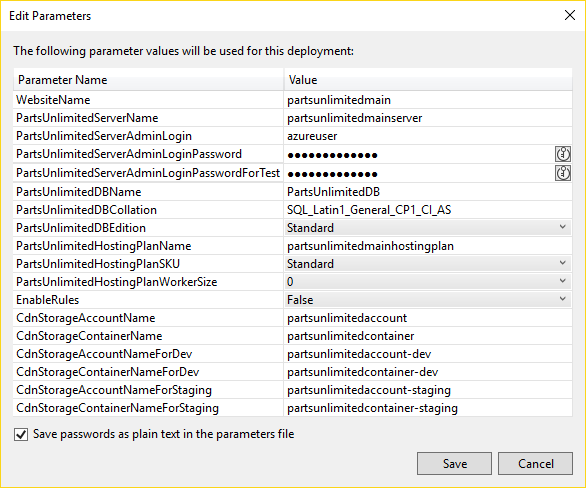 Edit Parameters
The following parameter values will be used for this deployment:
Parameter Name Value
WebsiteName partsunlimitedmain
PartsUnlimitedServerName partsunlimitedmainserver
PartsUnlimitedServerAdminLogin azureuser
PartsUnlimitedServerAdminLoginPassword ●●●●●●●●●●●●●
PartsUnlimitedServerAdminLoginPasswordForTest ●●●●●●●●●●●●●
PartsUnlimitedDBName PartsUnlimitedDB
PartsUnlimitedDBCollation SQL_Latin1_General_CP1_CI_AS
PartsUnlimitedDBEdition Standard
PartsUnlimitedHostingPlanName partsunlimitedmainhostingplan
PartsUnlimitedHostingPlanSKU Standard
PartsUnlimitedHostingPlanWorkerSize 0
EnableRules False
CdnStorageAccountName partsunlimitedaccount
CdnStorageContainerName partsunlimitedcontainer
CdnStorageAccountNameForDev partsunlimitedaccount-dev
CdnStorageContainerNameForDev partsunlimitedcontainer-dev
CdnStorageAccountNameForStaging partsunlimitedaccount-staging
CdnStorageContainerNameForStaging partsunlimitedcontainer-staging
Save passwords as plain text in the parameters file
Save Cancel